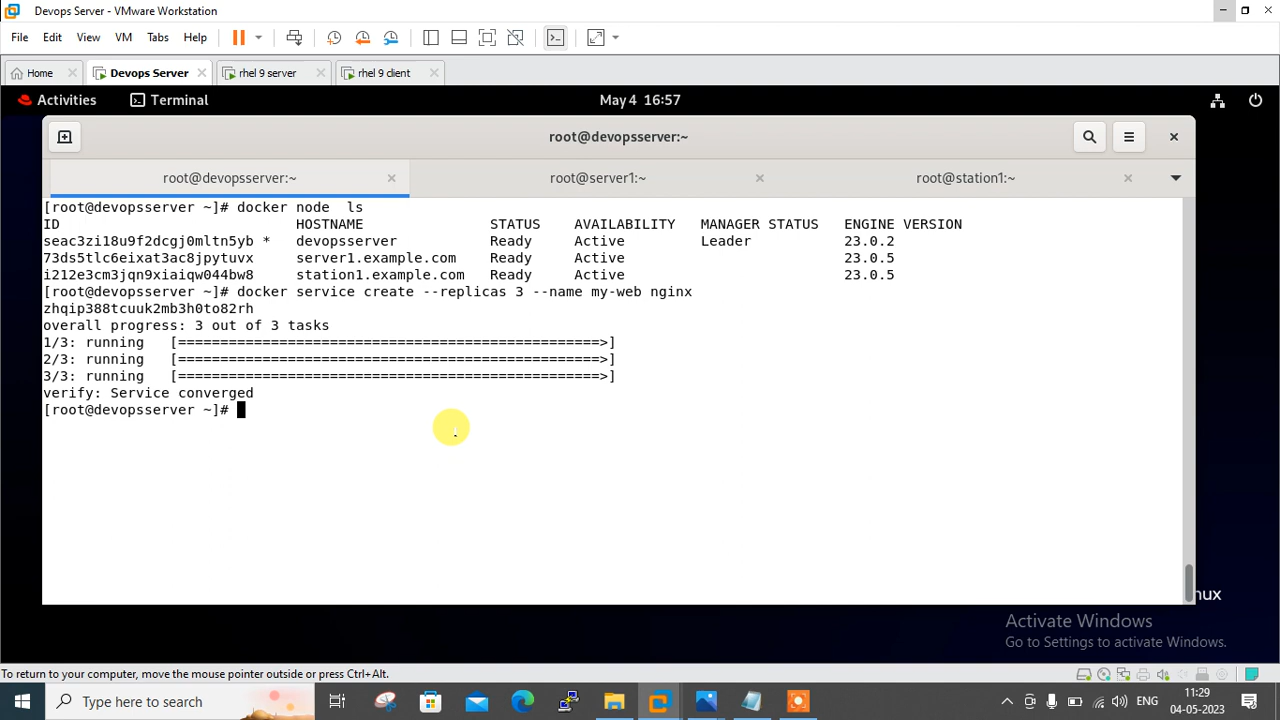 Devops Server - VMware Workstation
File Edit View VM Tabs Help
Home Devops Server rhel 9 server rhel 9 client
Activities Terminal May 4 16:57
root@devopsserver:~
root@devopsserver:~ root@server1:~ root@station1:~
[root@devopsserver ~]# docker node  ls
ID HOSTNAME STATUS AVAILABILITY MANAGER STATUS ENGINE VERSION
seac3zi18u9f2dcgj0mltn5yb * devopsserver Ready Active Leader 23.0.2
73ds5tlc6eixat3ac8jpytuvx server1.example.com Ready Active 23.0.5
i212e3cm3jqn9xiaiqw044bw8 station1.example.com Ready Active 23.0.5
[root@devopsserver ~]# docker service create --replicas 3 --name my-web nginx
zhqip388tcuuk2mb3h0to82rh
overall progress: 3 out of 3 tasks
1/3: running [==================================================>]
2/3: running [==================================================>]
3/3: running [==================================================>]
verify: Service converged
[root@devopsserver ~]#
nux
Activate Windows
Go to Settings to activate Windows.
To return to your computer, move the mouse pointer outside or press Ctrl+Alt.
Type here to search ENG 11:29
04-05-2023